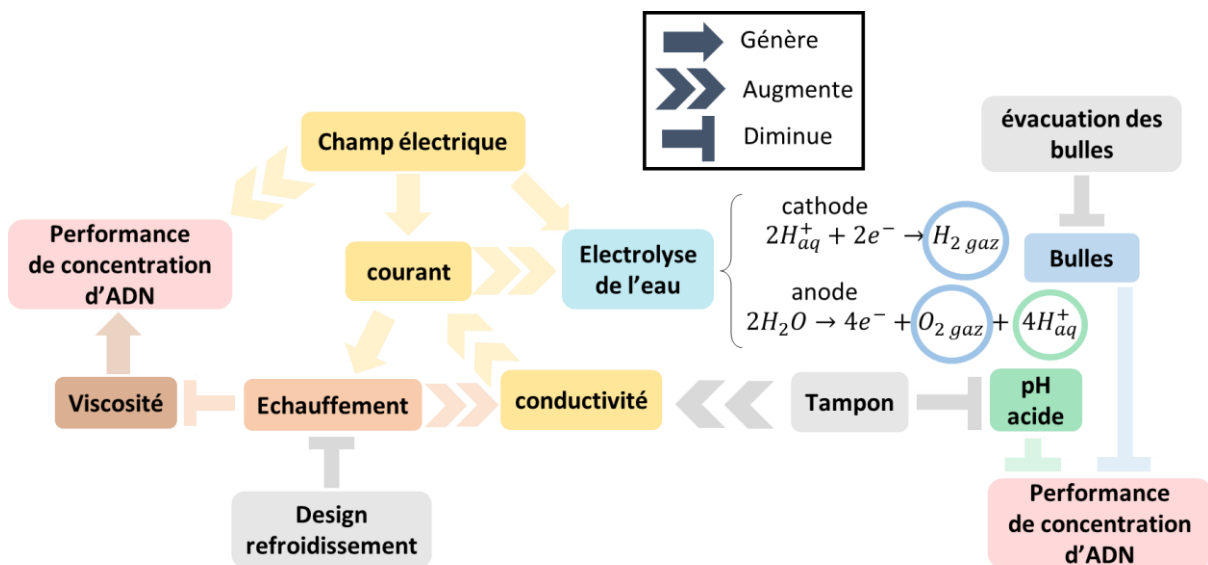 Génère
Augmente
Diminue
Champ électrique
évacuation des
bulles
Performance
de concentration
d'ADN
courant
Electrolyse
de l'eau
cathode
2H⁺aq + 2e⁻ → H₂ gaz
anode
2H₂O → 4e⁻ + O₂ gaz + 4H⁺aq
Bulles
Viscosité
Echauffement
conductivité
Tampon
pH
acide
Design
refroidissement
Performance
de concentration
d'ADN